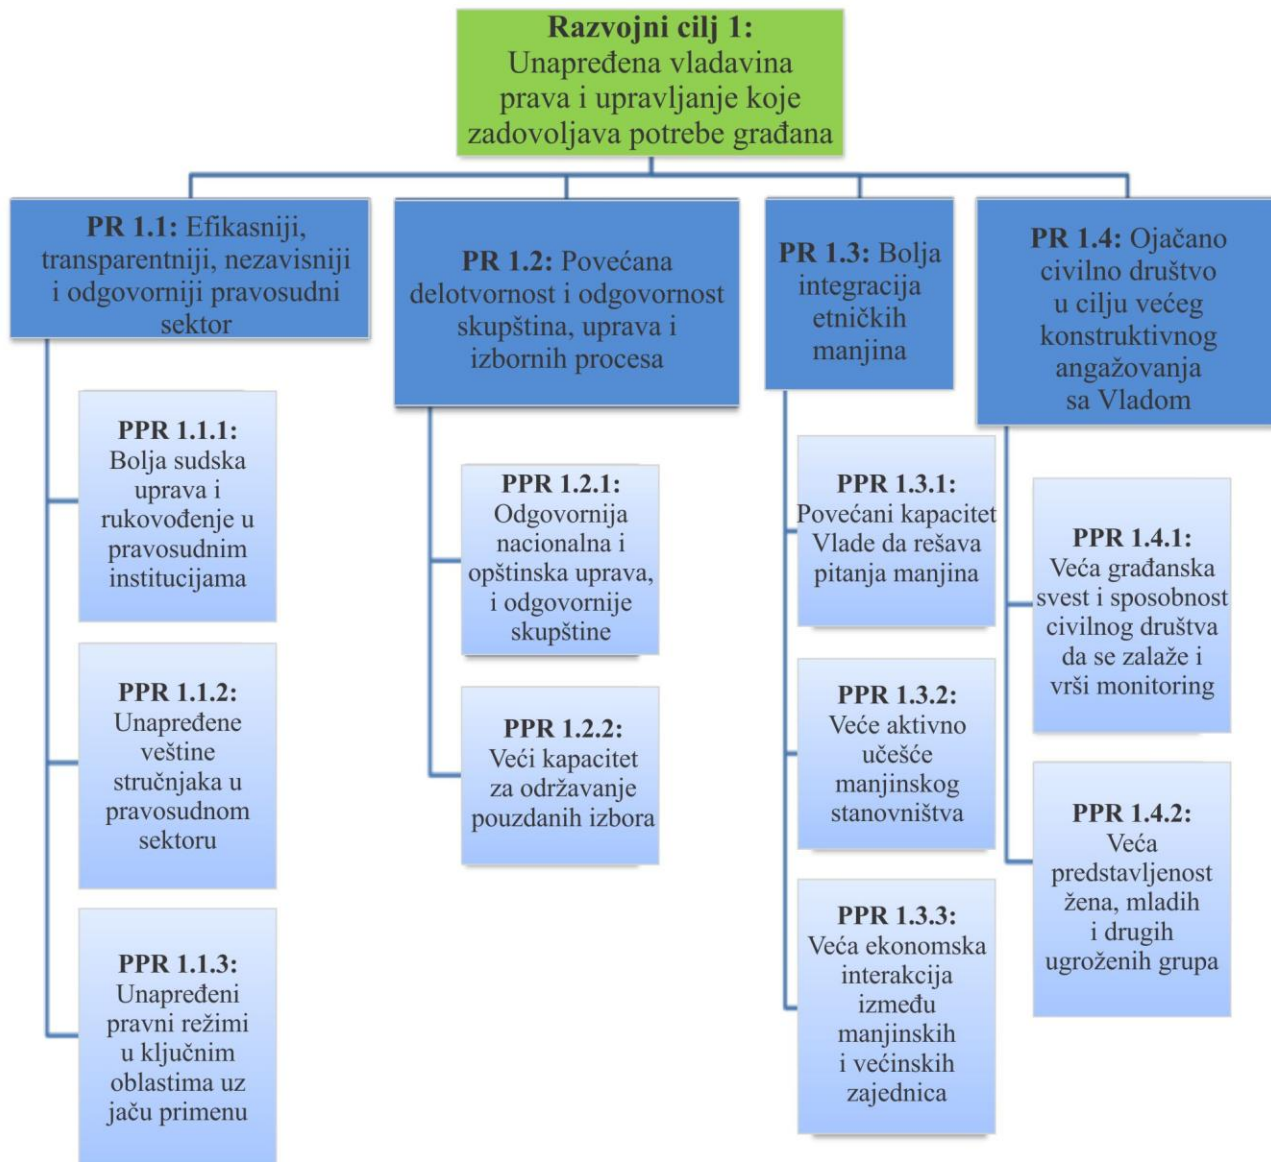 Razvojni cilj 1:
Unapređena vladavina
prava i upravljanje koje
zadovoljava potrebe građana
PR 1.1: Efikasniji,
transparentniji, nezavisniji
i odgovorniji pravosudni
sektor
PPR 1.1.1:
Bolja sudska
uprava i
rukovođenje u
pravosudnim
institucijama
PPR 1.1.2:
Unapređene
veštine
stručnjaka u
pravosudnom
sektoru
PPR 1.1.3:
Unapređeni
pravni režimi
u ključnim
oblastima uz
jaču primenu
PR 1.2: Povećana
delotvornost i odgovornost
skupština, uprava i
izbornih procesa
PPR 1.2.1:
Odgovornija
nacionalna i
opštinska uprava,
i odgovornije
skupštine
PPR 1.2.2:
Veći kapacitet
za održavanje
pouzdanih izbora
PR 1.3: Bolja
integracija
etničkih
manjina
PPR 1.3.1:
Povećani kapacitet
Vlade da rešava
pitanja manjina
PPR 1.3.2:
Veće aktivno
učešće
manjinskog
stanovništva
PPR 1.3.3:
Veća ekonomska
interakcija
između
manjinskih
i većinskih
zajednica
PR 1.4: Ojačano
civilno društvo
u cilju većeg
konstruktivnog
angažovanja
sa Vladom
PPR 1.4.1:
Veća građanska
svest i sposobnost
civilnog društva
da se zalaže i
vrši monitoring
PPR 1.4.2:
Veća
predstavljenost
žena, mladih
i drugih
ugroženih grupa